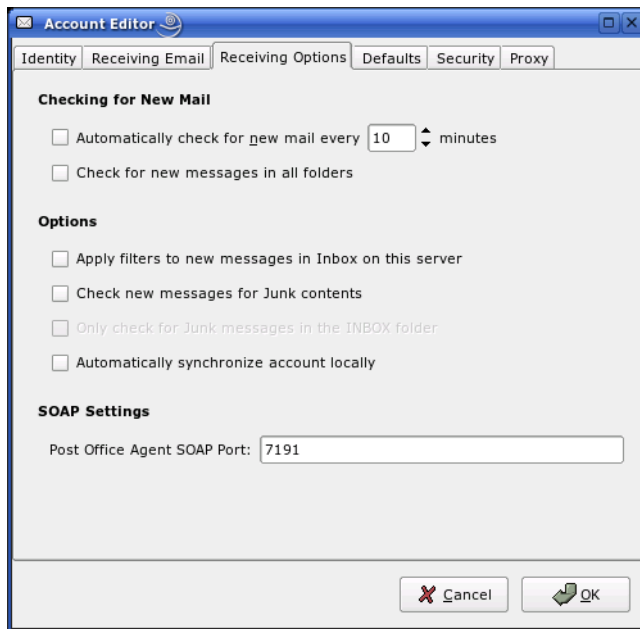 Account Editor
Identity Receiving Email Receiving Options Defaults Security Proxy
Checking for New Mail
Automatically check for new mail every 10 minutes
Check for new messages in all folders
Options
Apply filters to new messages in Inbox on this server
Check new messages for Junk contents
Only check for Junk messages in the INBOX folder
Automatically synchronize account locally
SOAP Settings
Post Office Agent SOAP Port: 7191
Cancel OK